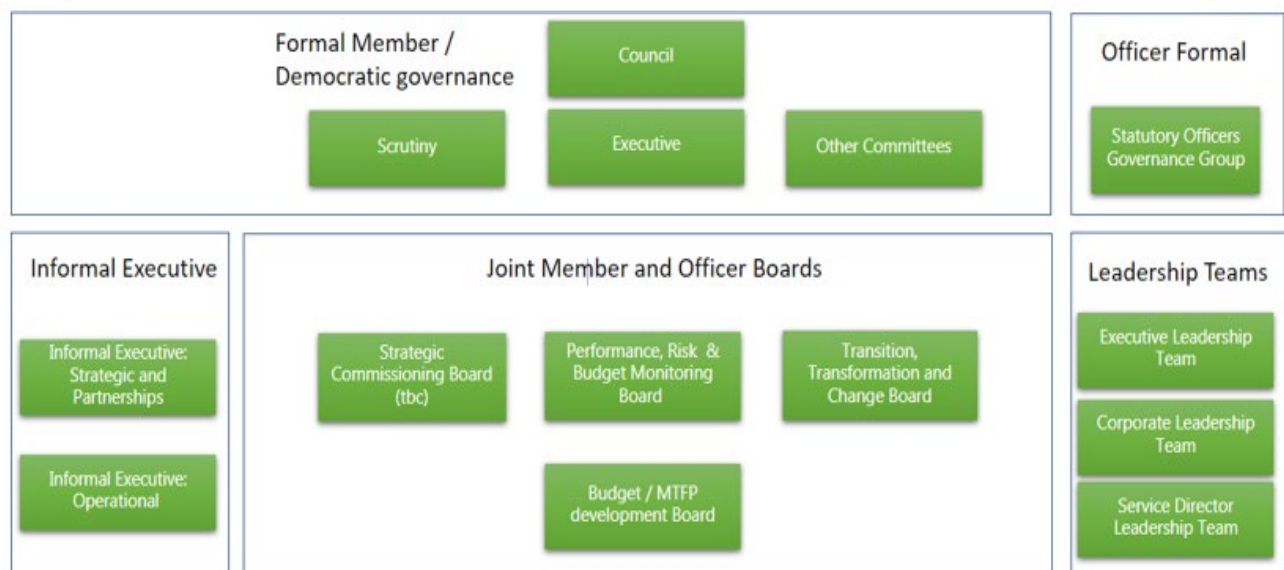 Formal Member /
Democratic governance
Council
Scrutiny
Executive
Other Committees
Officer Formal
Statutory Officers
Governance Group
Informal Executive
Informal Executive:
Strategic and
Partnerships
Informal Executive:
Operational
Joint Member and Officer Boards
Strategic
Commissioning Board
(tbc)
Performance, Risk &
Budget Monitoring
Board
Transition,
Transformation and
Change Board
Budget / MTFP
development Board
Leadership Teams
Executive Leadership
Team
Corporate Leadership
Team
Service Director
Leadership Team